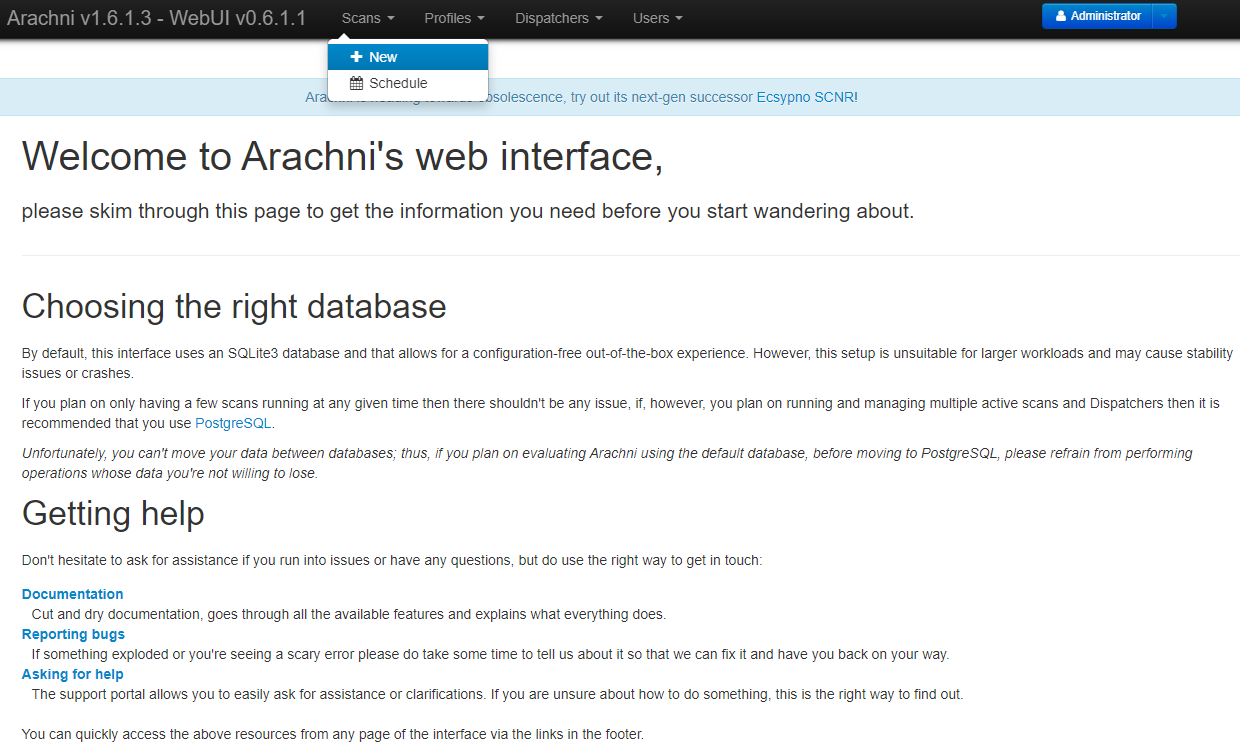 Arachni v1.6.1.3 - WebUI v0.6.1.1
Scans
Profiles
Dispatchers
Users
Administrator
New
Schedule
obsolescence, try out its next-gen successor Ecsypno SCNR!
Welcome to Arachni's web interface,
please skim through this page to get the information you need before you start wandering about.
Choosing the right database
By default, this interface uses an SQLite3 database and that allows for a configuration-free out-of-the-box experience. However, this setup is unsuitable for larger workloads and may cause stability
issues or crashes.
If you plan on only having a few scans running at any given time then there shouldn't be any issue, if, however, you plan on running and managing multiple active scans and Dispatchers then it is
recommended that you use PostgreSQL.
Unfortunately, you can't move your data between databases; thus, if you plan on evaluating Arachni using the default database, before moving to PostgreSQL, please refrain from performing
operations whose data you're not willing to lose.
Getting help
Don't hesitate to ask for assistance if you run into issues or have any questions, but do use the right way to get in touch:
Documentation
Cut and dry documentation, goes through all the available features and explains what everything does.
Reporting bugs
If something exploded or you're seeing a scary error please do take some time to tell us about it so that we can fix it and have you back on your way.
Asking for help
The support portal allows you to easily ask for assistance or clarifications. If you are unsure about how to do something, this is the right way to find out.
You can quickly access the above resources from any page of the interface via the links in the footer.